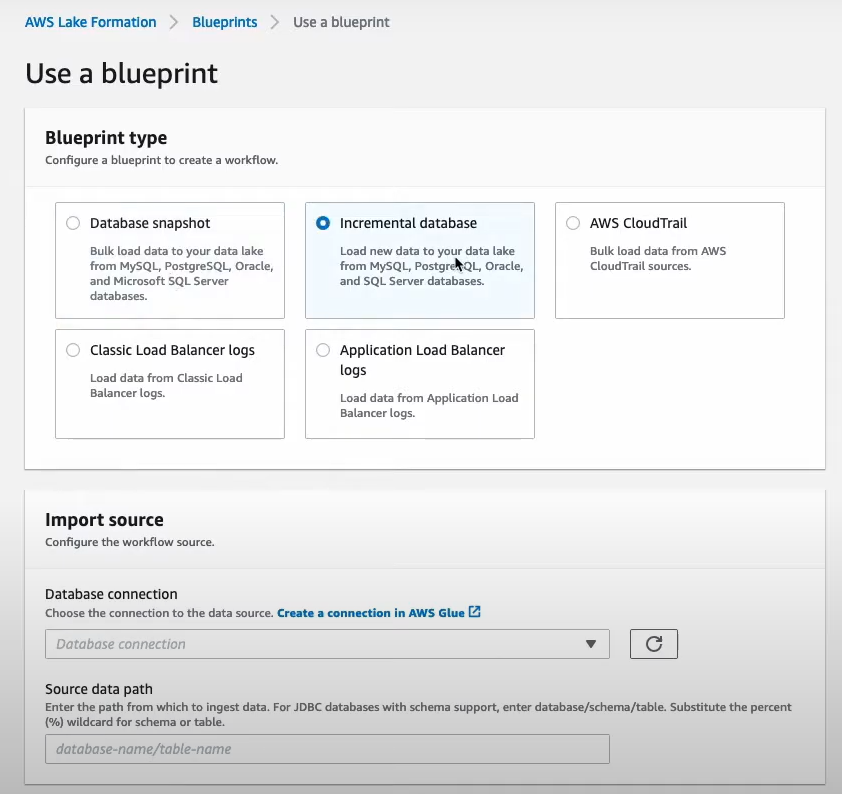 AWS Lake Formation > Blueprints > Use a blueprint
Use a blueprint
Blueprint type
Configure a blueprint to create a workflow.
Database snapshot
Bulk load data to your data lake
from MySQL, PostgreSQL, Oracle,
and Microsoft SQL Server
databases.
Incremental database
Load new data to your data lake
from MySQL, PostgreSQL, Oracle,
and SQL Server databases.
AWS CloudTrail
Bulk load data from AWS
CloudTrail sources.
Classic Load Balancer logs
Load data from Classic Load
Balancer logs.
Application Load Balancer
logs
Load data from Application Load
Balancer logs.
Import source
Configure the workflow source.
Database connection
Choose the connection to the data source. Create a connection in AWS Glue
Database connection
Source data path
Enter the path from which to ingest data. For JDBC databases with schema support, enter database/schema/table. Substitute the percent
(%) wildcard for schema or table.
database-name/table-name